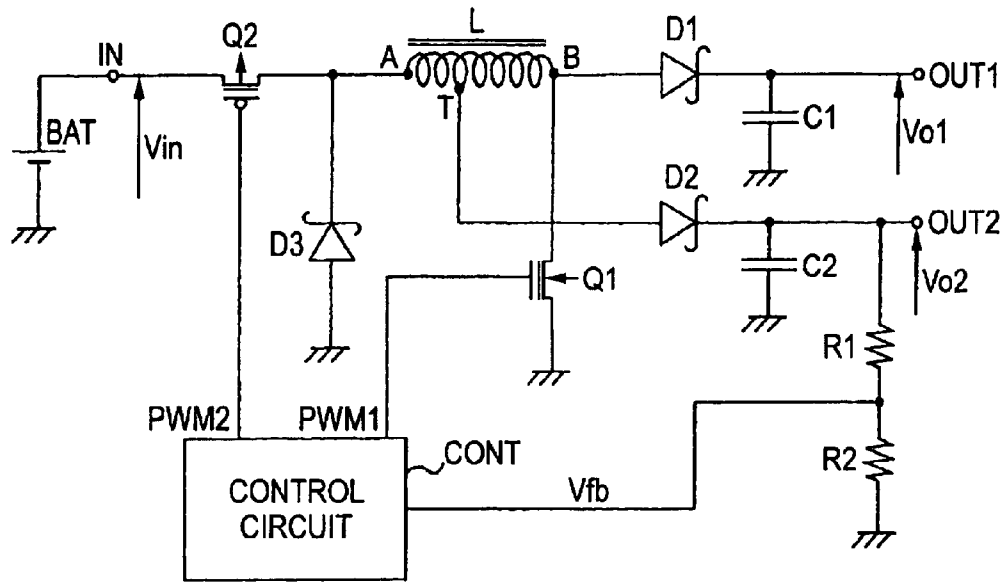 IN
Q2
A
L
B
D1
OUT1
T
BAT
Vin
C1
Vo1
D2
OUT2
D3
C2
Vo2
Q1
R1
PWM2
PWM1
CONT
R2
CONTROL
CIRCUIT
Vfb